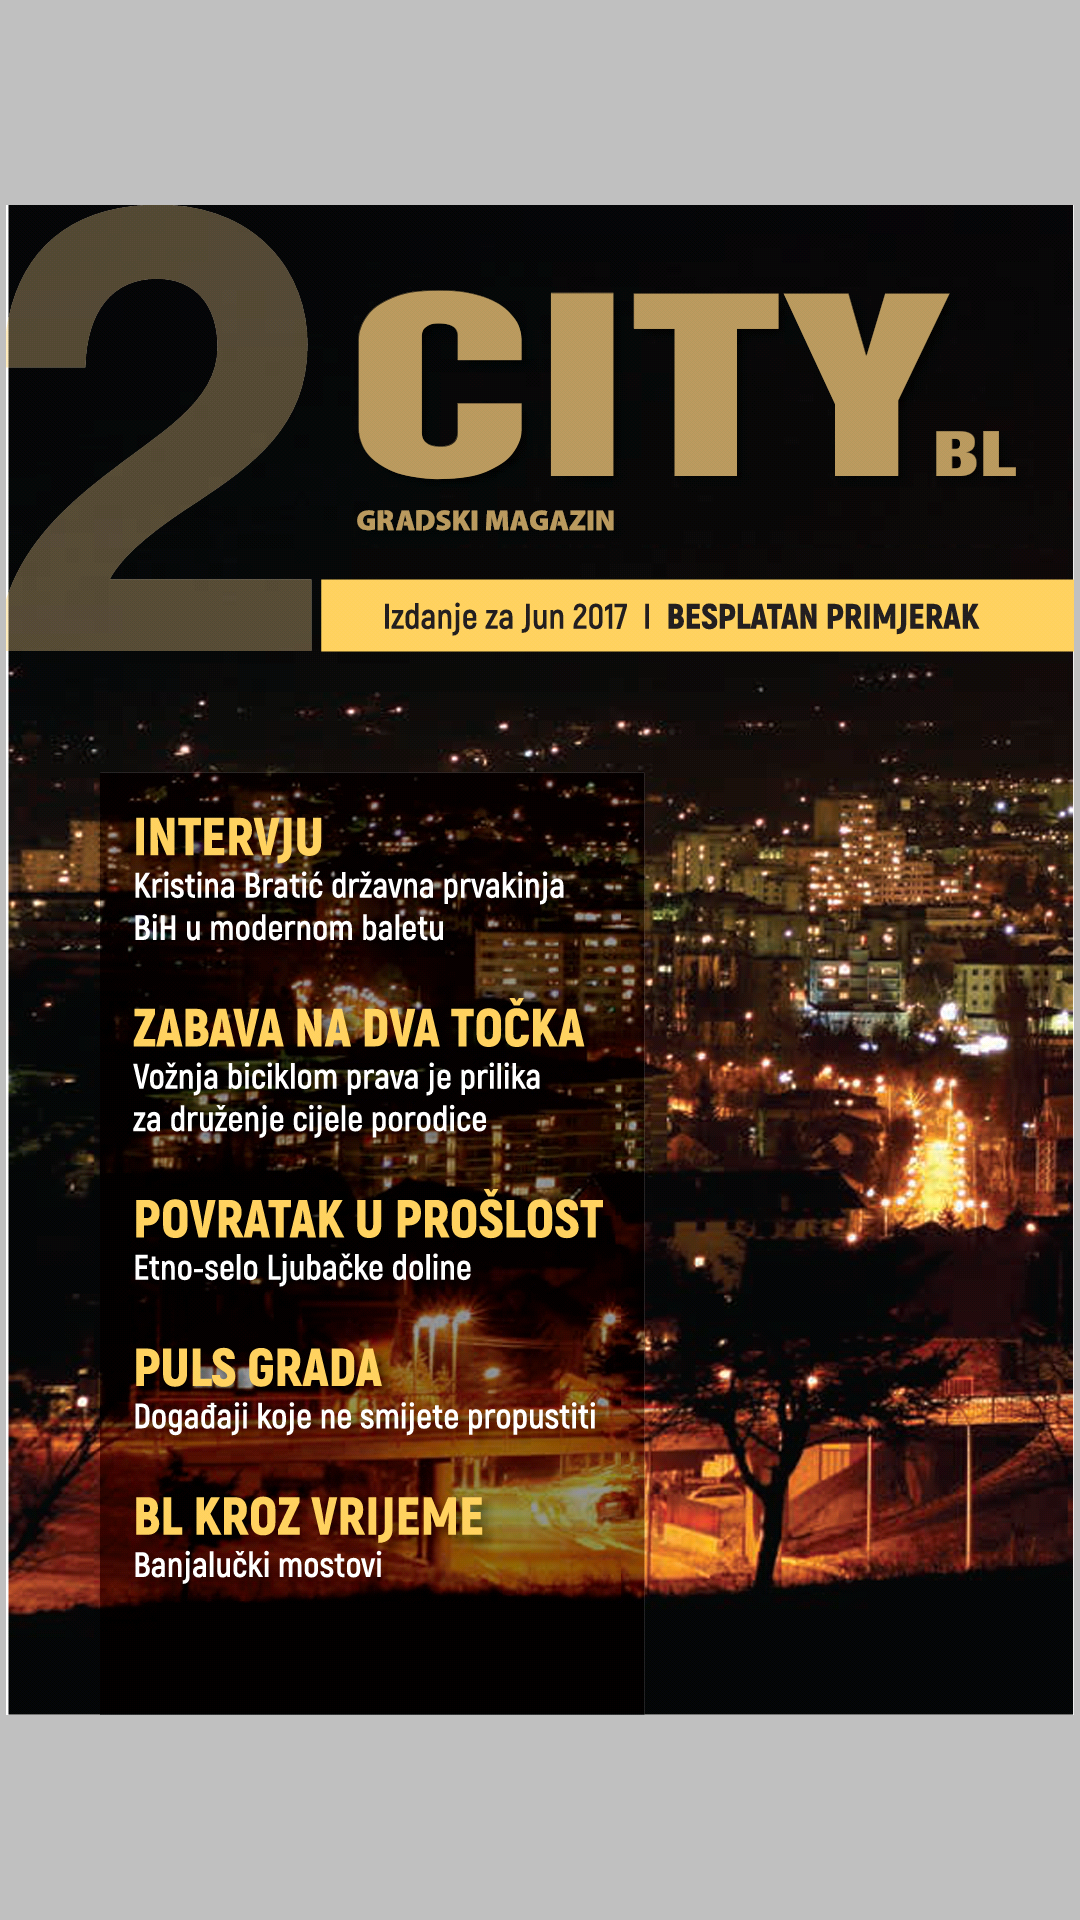 2
CITY BL
GRADSKI MAGAZIN
Izdanje za Jun 2017 I BESPLATAN PRIMJERAK
INTERVJU
Kristina Bratić državna prvakinja
BiH u modernom baletu
ZABAVA NA DVA TOČKA
Vožnja biciklom prava je prilika
za druženje cijele porodice
POVRATAK U PROŠLOST
Etno-selo Ljubačke doline
PULS GRADA
Događaji koje ne smijete propustiti
BL KROZ VRIJEME
Banjalučki mostovi